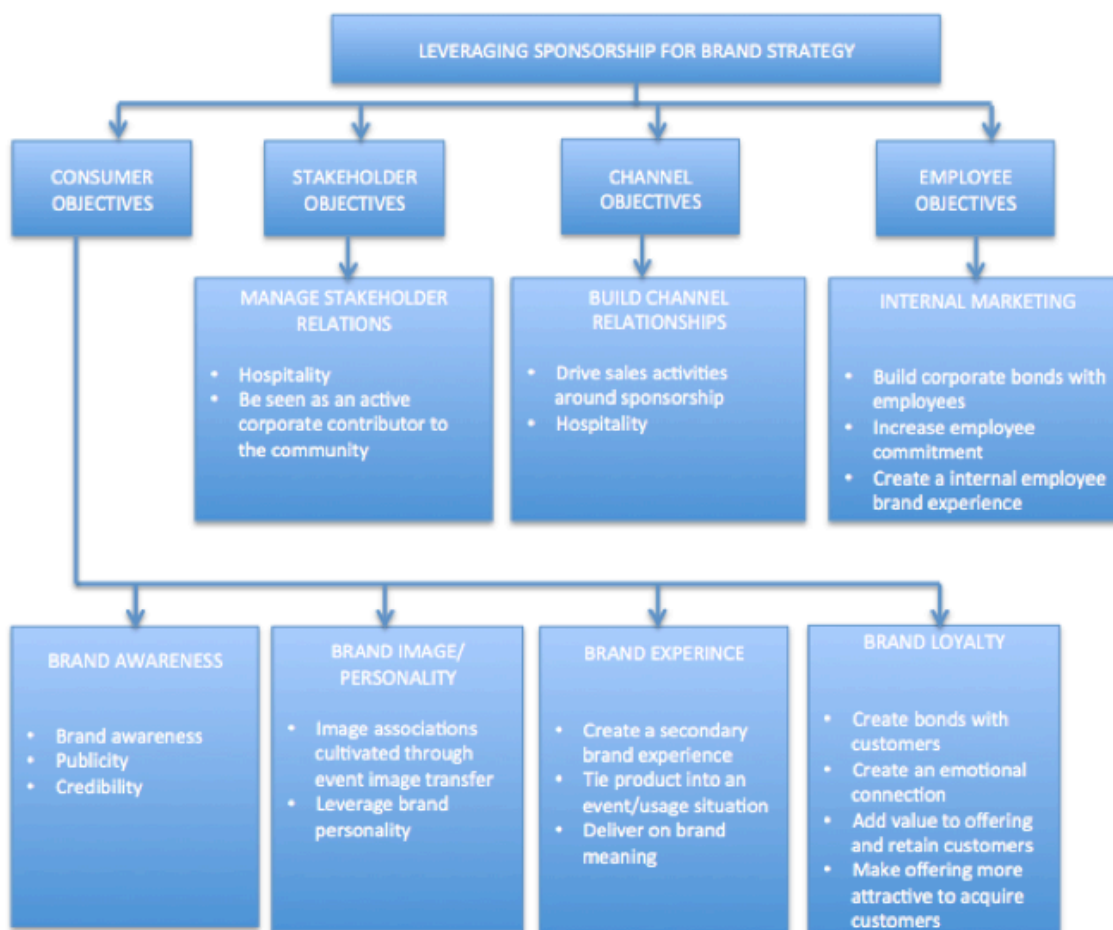 LEVERAGING SPONSORSHIP FOR BRAND STRATEGY
CONSUMER
OBJECTIVES
STAKEHOLDER
OBJECTIVES
CHANNEL
OBJECTIVES
EMPLOYEE
OBJECTIVES
MANAGE STAKEHOLDER
RELATIONS
• Hospitality
• Be seen as an active
corporate contributor to
the community
BUILD CHANNEL
RELATIONSHIPS
• Drive sales activities
around sponsorship
• Hospitality
INTERNAL MARKETING
• Build corporate bonds with
employees
• Increase employee
commitment
• Create a internal employee
brand experience
BRAND AWARENESS
• Brand awareness
• Publicity
• Credibility
BRAND IMAGE/
PERSONALITY
• Image associations
cultivated through
event image transfer
• Leverage brand
personality
BRAND EXPERINCE
• Create a secondary
brand experience
• Tie product into an
event/usage situation
• Deliver on brand
meaning
BRAND LOYALTY
• Create bonds with
customers
• Create an emotional
connection
• Add value to offering
and retain customers
• Make offering more
attractive to acquire
customers